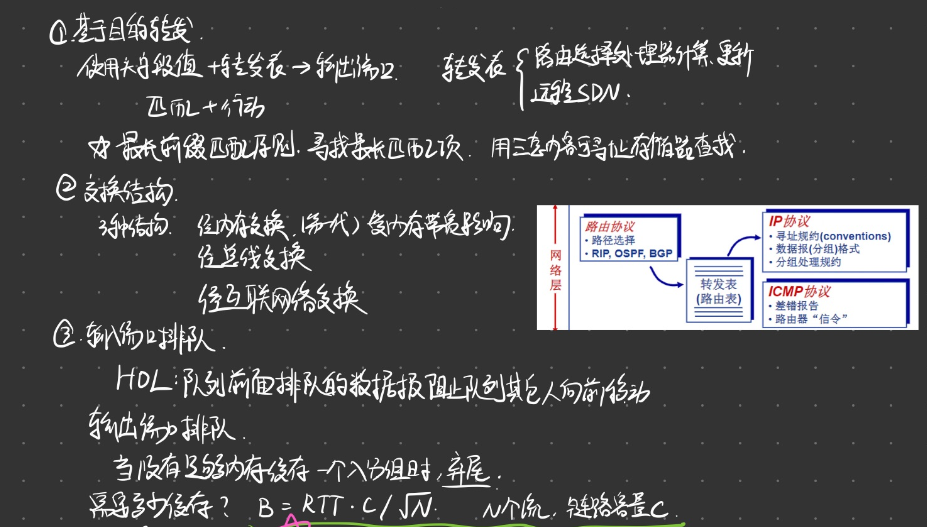 ① 基于目的转发.
使用头部字段值 + 转发表 → 输出端口. 转发表 { 路由选择处理器计算、更新
匹配 + 行动 远程SDN.
☆ 最长前缀匹配原则. 寻找最长匹配项. 用三态内容可寻址存储器查找.
② 交换结构.
3种结构. 经内存交换. (第一代) 受内存带宽影响.
经总线交换
经互联网络交换
网络层
路由协议
• 路径选择
• RIP, OSPF, BGP
转发表
(路由表)
IP协议
• 寻址规约(conventions)
• 数据报(分组)格式
• 分组处理规约
ICMP协议
• 差错报告
• 路由器“信令”
③ 输入端口排队.
HOL: 队列前面排队的数据报阻止队列其它人向前移动
输出端口排队.
当没有足够内存缓存一个入分组时, 弃尾.
需要多少缓存? B = RTT · C / √N. N个流, 链路容量C.